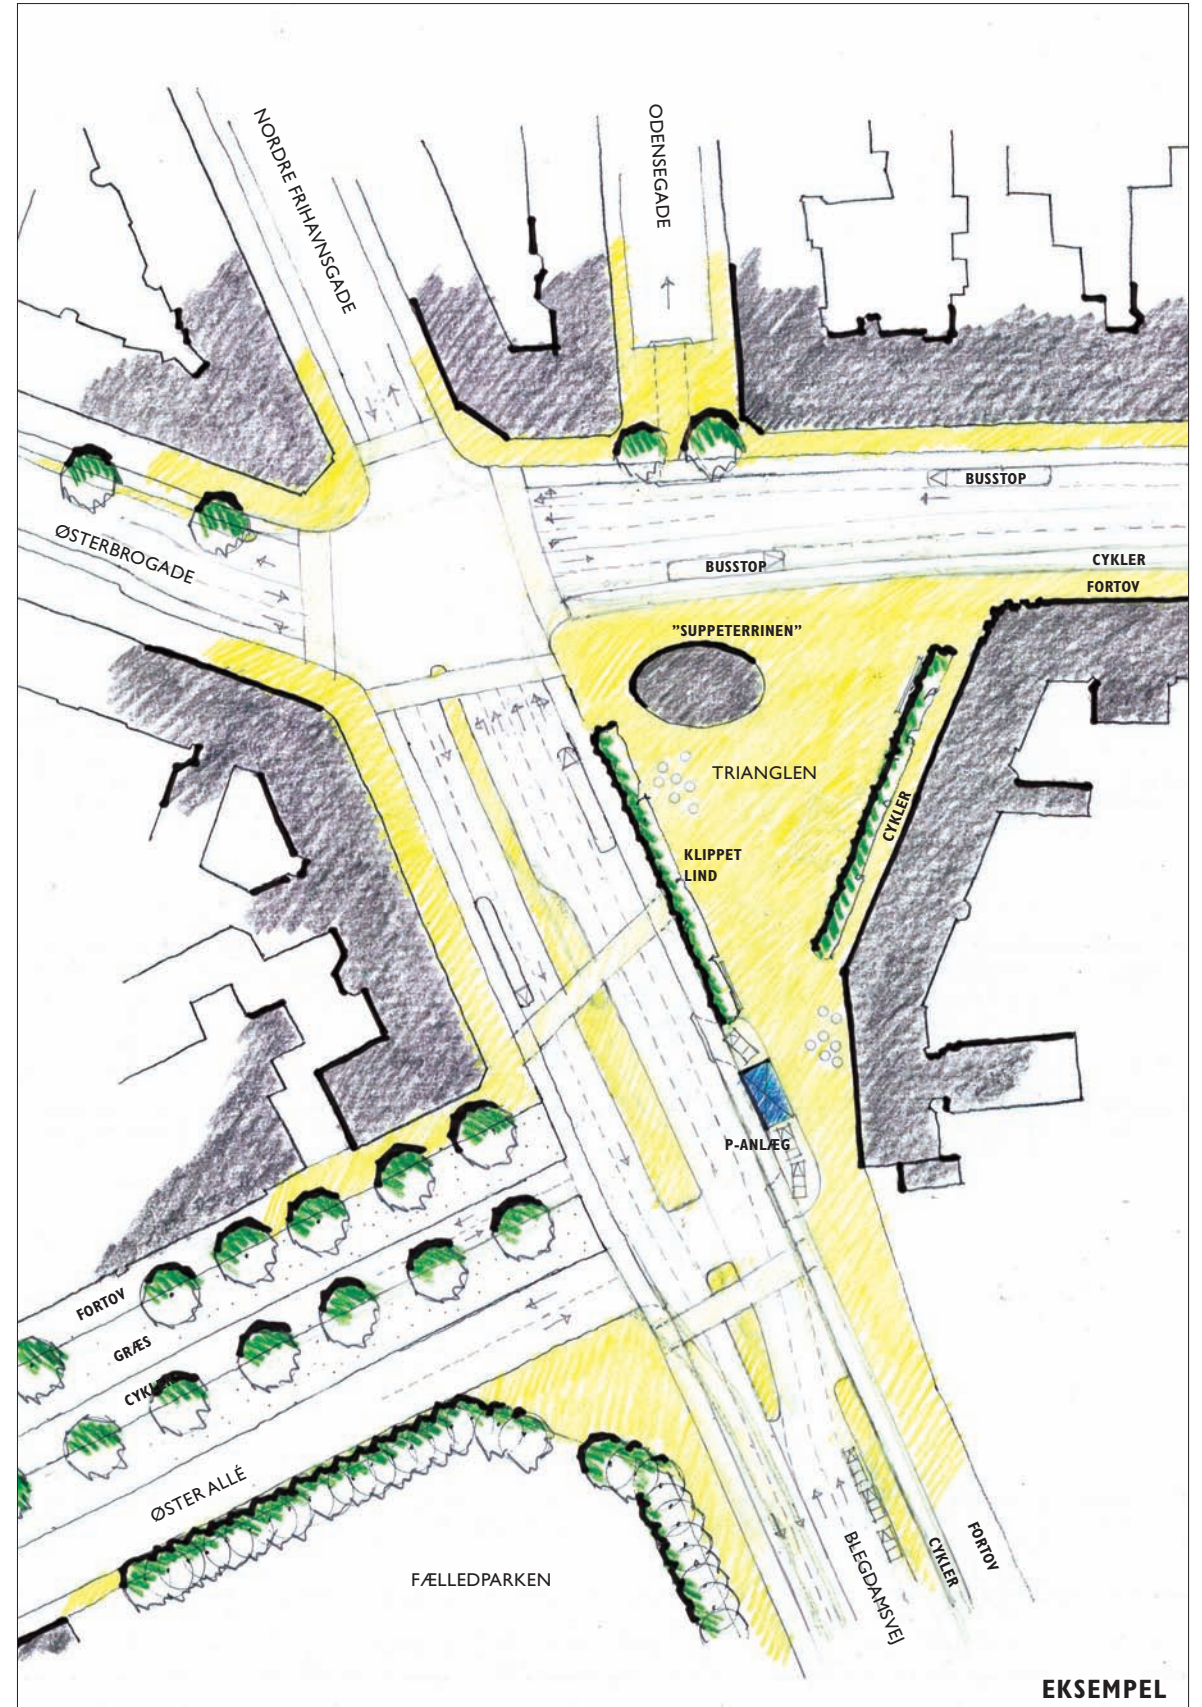 NORDRE FRIHAVNSGADE
ODENSEGADE
BUSSTOP
ØSTERBROGADE
BUSSTOP
CYKLER
FORTOV
”SUPPETERRINEN”
TRIANGLEN
CYKLER
KLIPPET
LIND
P-ANLÆG
FORTOV
GRÆS
CYKLER
ØSTER ALLÉ
FÆLLEDPARKEN
BLEGDAMSVEJ
CYKLER
FORTOV
EKSEMPEL